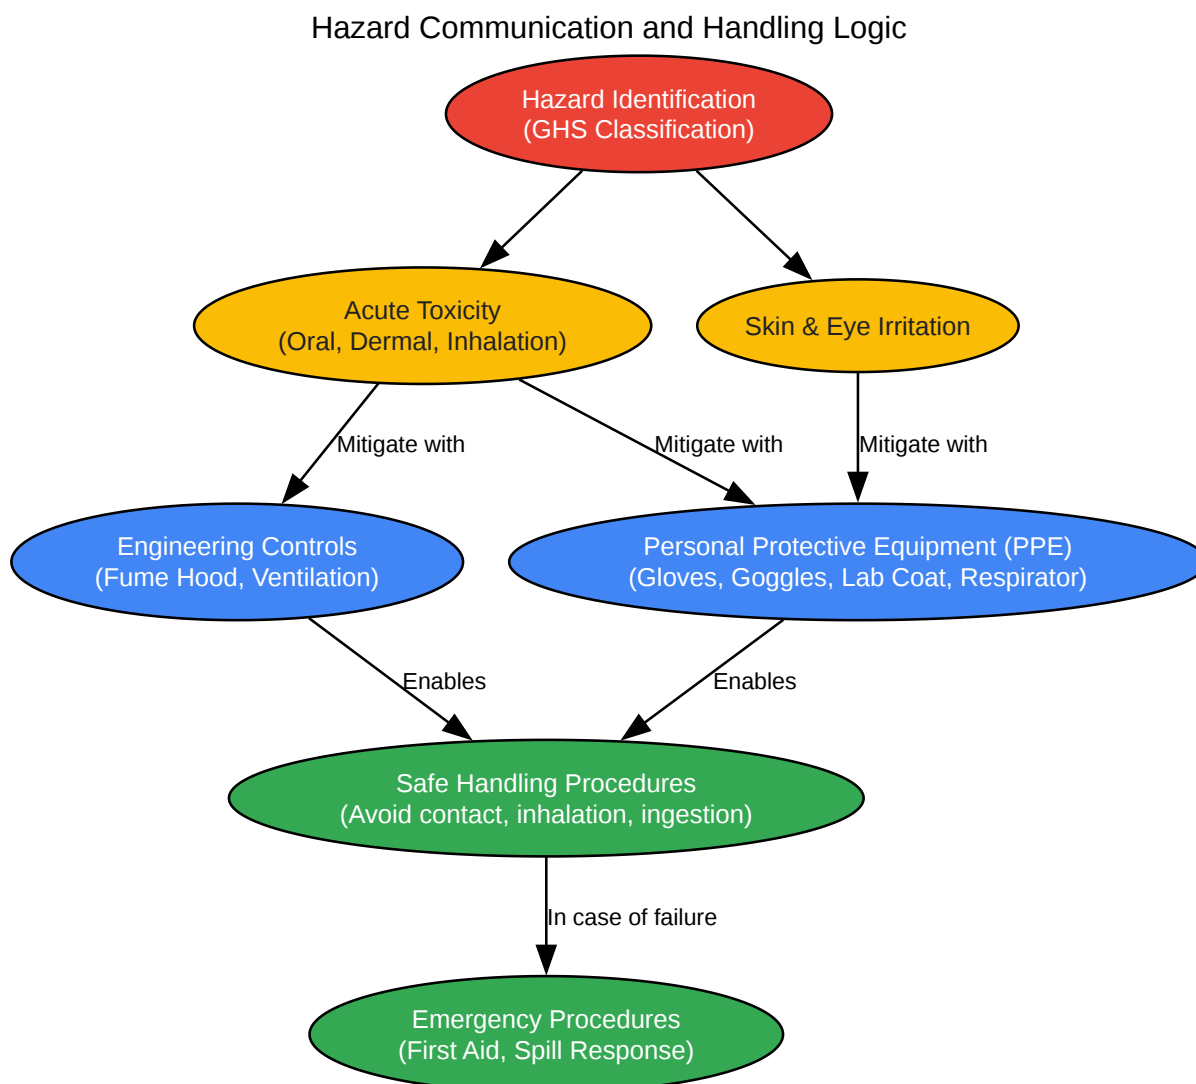 Hazard Communication and Handling Logic
Hazard Identification
(GHS Classification)
Acute Toxicity
(Oral, Dermal, Inhalation)
Skin & Eye Irritation
Mitigate with
Mitigate with
Mitigate with
Engineering Controls
(Fume Hood, Ventilation)
Personal Protective Equipment (PPE)
(Gloves, Goggles, Lab Coat, Respirator)
Enables
Enables
Safe Handling Procedures
(Avoid contact, inhalation, ingestion)
In case of failure
Emergency Procedures
(First Aid, Spill Response)